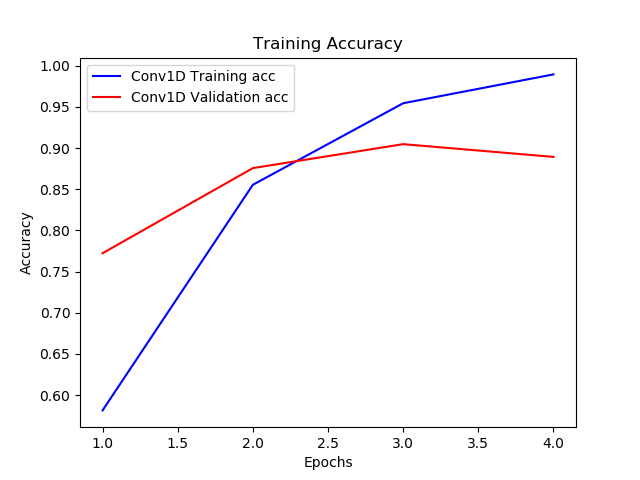 Training Accuracy
Conv1D Training acc
Conv1D Validation acc
1.00
0.95
0.90
0.85
0.80
0.75
0.70
0.65
0.60
Accuracy
1.0 1.5 2.0 2.5 3.0 3.5 4.0
Epochs